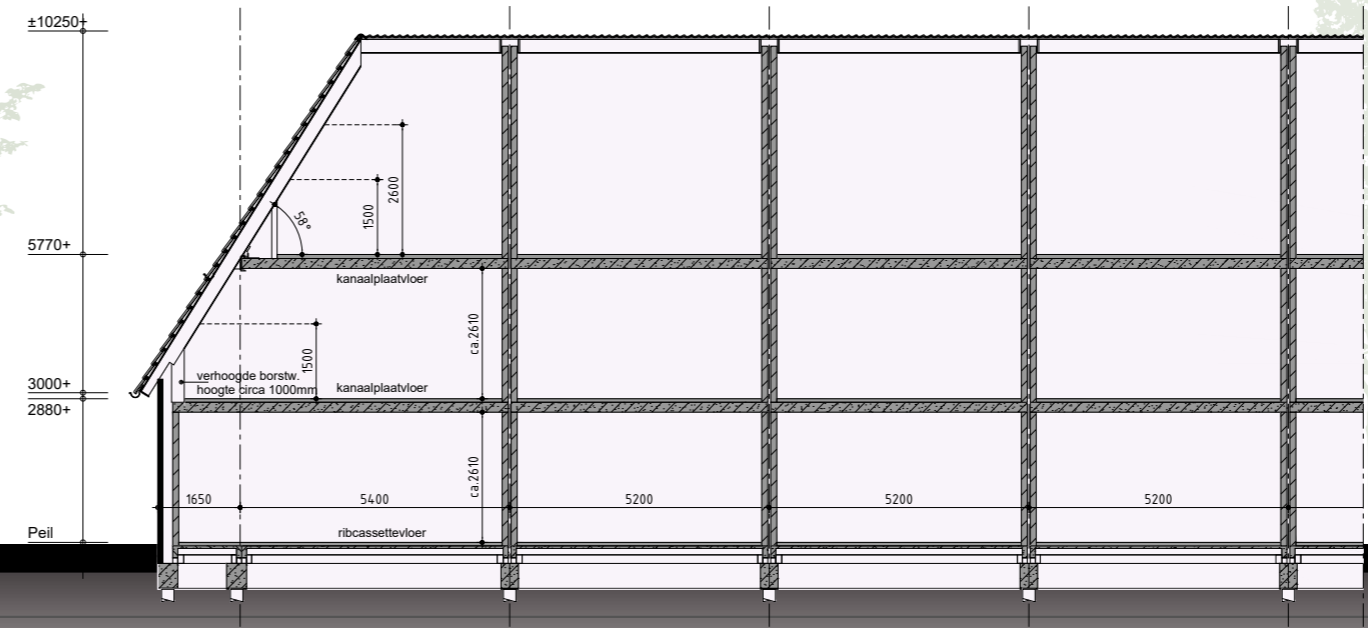 ±10250+
2600
1500
58°
5770+
kanaalplaatvloer
ca.2610
1500
verhoogde borstw.
hoogte circa 1000mm
kanaalplaatvloer
3000+
2880+
ca.2610
1650
5400
5200
5200
5200
Peil
ribcassettevloer